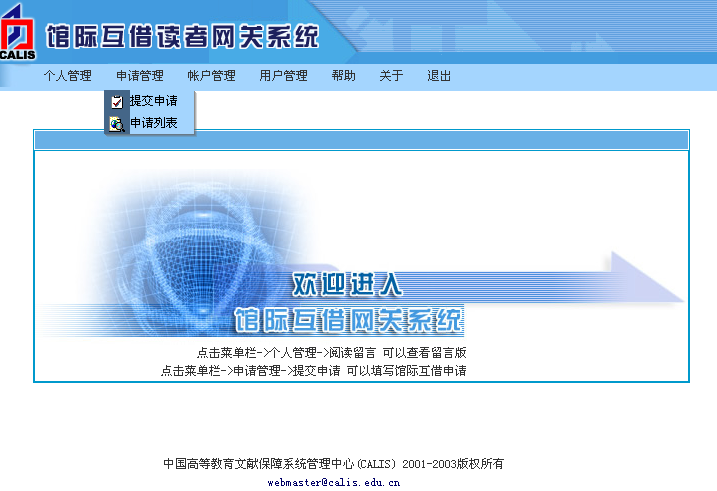 CALIS
馆际互借读者网关系统
个人管理 申请管理 帐户管理 用户管理 帮助 关于 退出
提交申请
申请列表
欢迎进入
馆际互借网关系统
点击菜单栏->个人管理->阅读留言 可以查看留言版
点击菜单栏->申请管理->提交申请 可以填写馆际互借申请
中国高等教育文献保障系统管理中心(CALIS) 2001-2003版权所有
webmaster@calis.edu.cn